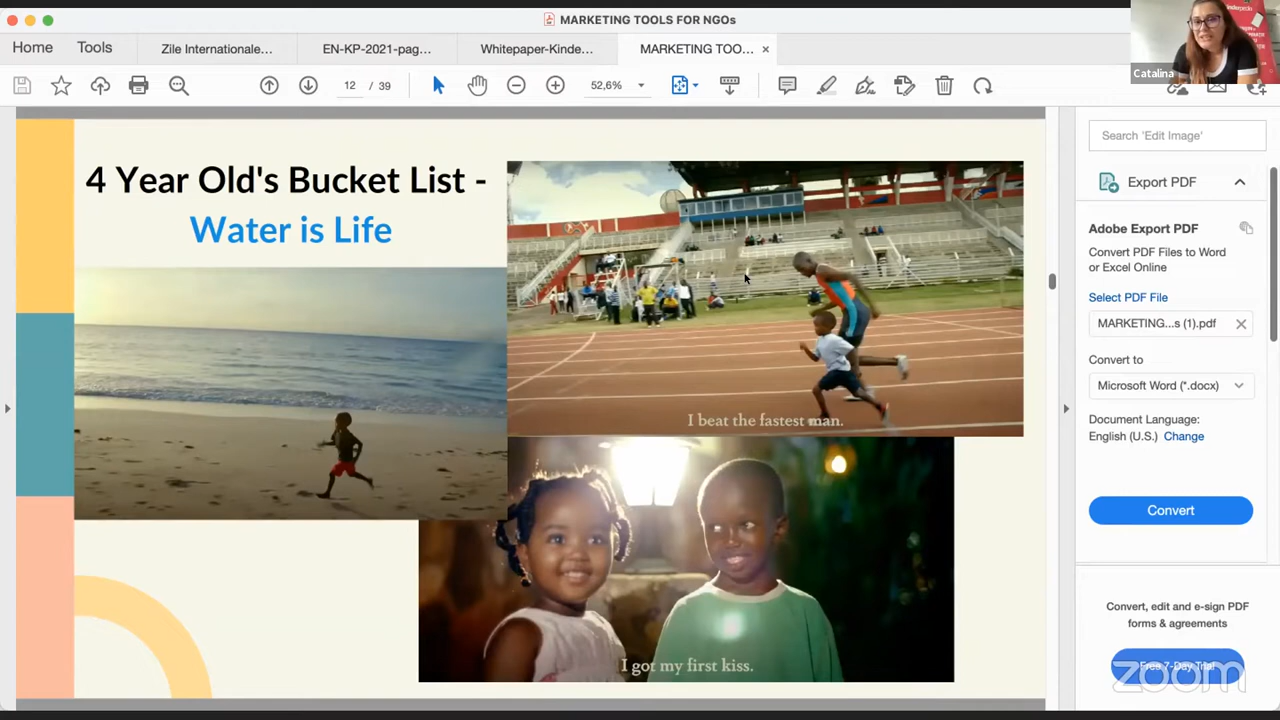 MARKETING TOOLS FOR NGOs
Home
Tools
Zile Internationale...
EN-KP-2021-pag...
Whitepaper-Kinde...
MARKETING TOO...
Catalina
12 / 39
52,6%
4 Year Old's Bucket List -
Water is Life
I beat the fastest man.
I got my first kiss.
Search 'Edit Image'
Export PDF
Adobe Export PDF
Convert PDF Files to Word
or Excel Online
Select PDF File
MARKETING...s (1).pdf
Convert to
Microsoft Word (*.docx)
Document Language:
English (U.S.) Change
Convert
Convert, edit and e-sign PDF
forms & agreements
Free 7-Day Trial
zoom